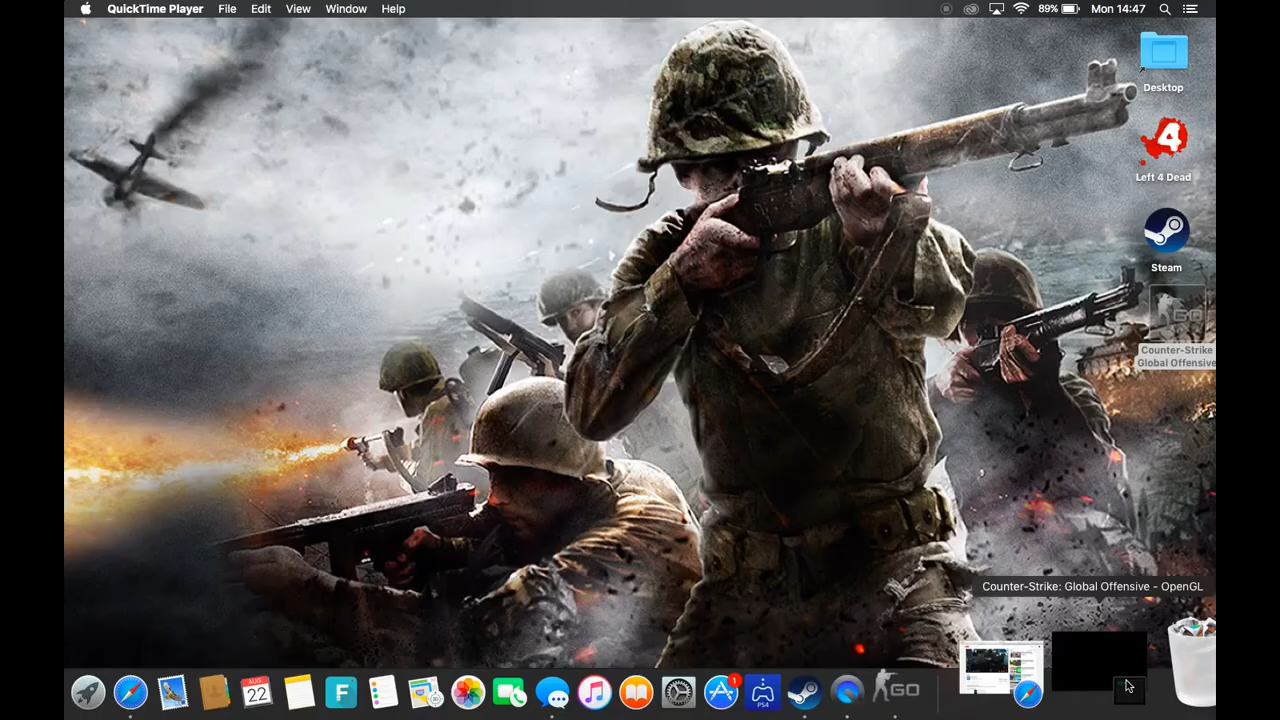 QuickTime Player File Edit View Window Help 89% Mon 14:47
Desktop
4
Left 4 Dead
Steam
GO
Counter-Strike
Global Offensive
Counter-Strike: Global Offensive - OpenGL
AUG
22
F
1
PS4
GO